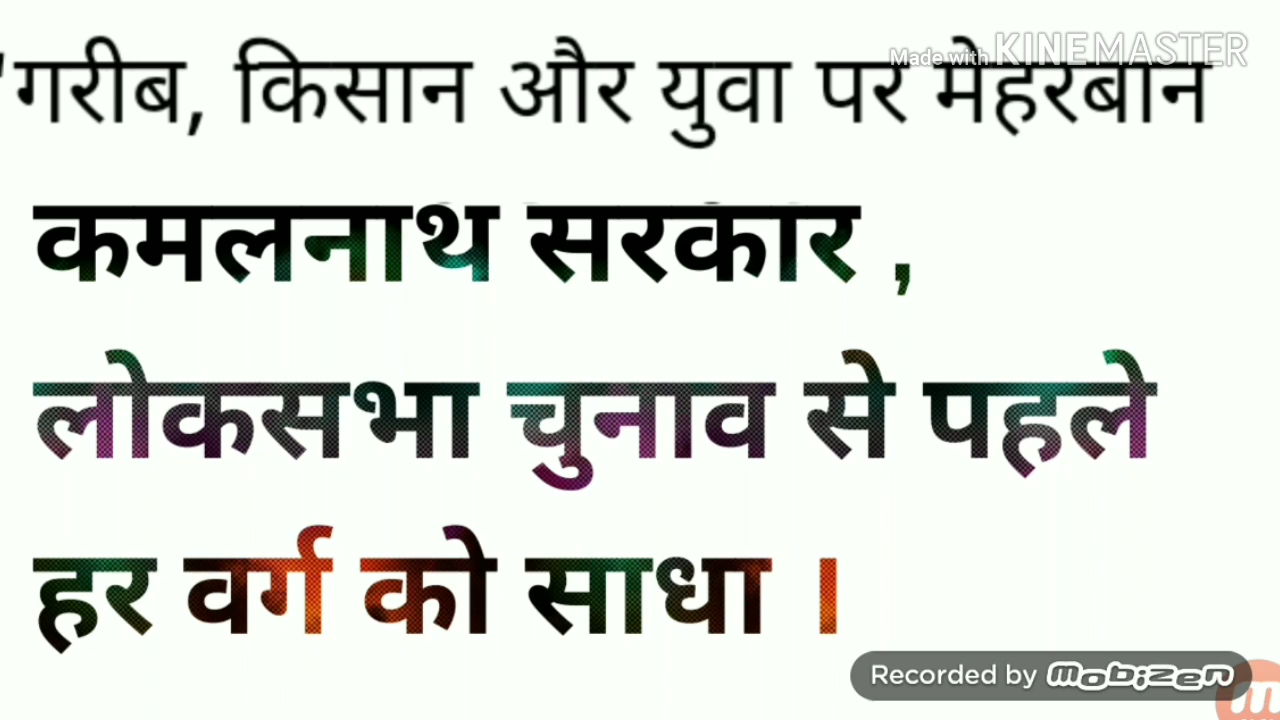 Made with KINEMASTER
'गरीब, किसान और युवा पर मेहरबान
कमलनाथ सरकार ,
लोकसभा चुनाव से पहले
हर वर्ग को साधा ।
Recorded by mobizen